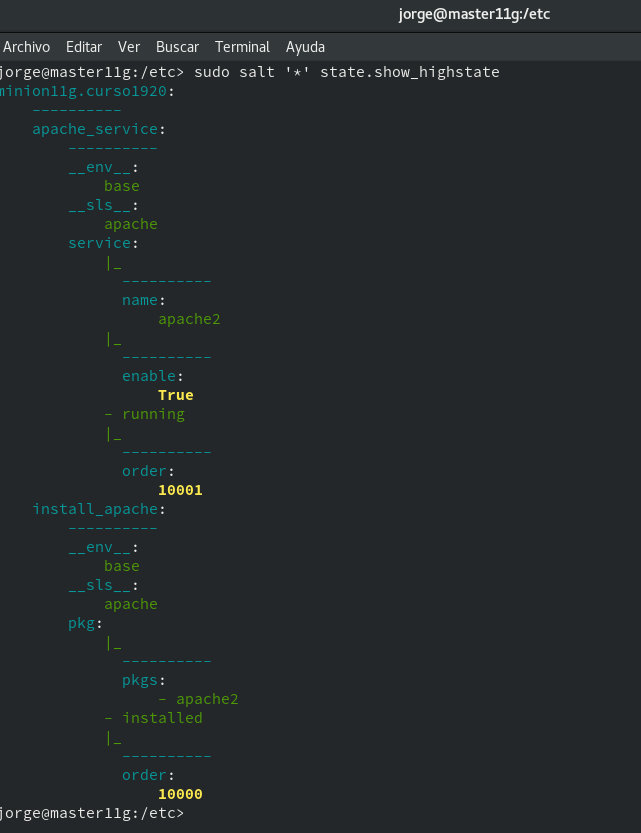 jorge@master11g:/etc
Archivo Editar Ver Buscar Terminal Ayuda
jorge@master11g:/etc> sudo salt '*' state.show_highstate
minion11g.curso1920:
    ----------
    apache_service:
        ----------
        __env__:
            base
        __sls__:
            apache
        service:
            |_
              ----------
              name:
                  apache2
            |_
              ----------
              enable:
                  True
            - running
            |_
              ----------
              order:
                  10001
    install_apache:
        ----------
        __env__:
            base
        __sls__:
            apache
        pkg:
            |_
              ----------
              pkgs:
                  - apache2
            - installed
            |_
              ----------
              order:
                  10000
jorge@master11g:/etc>